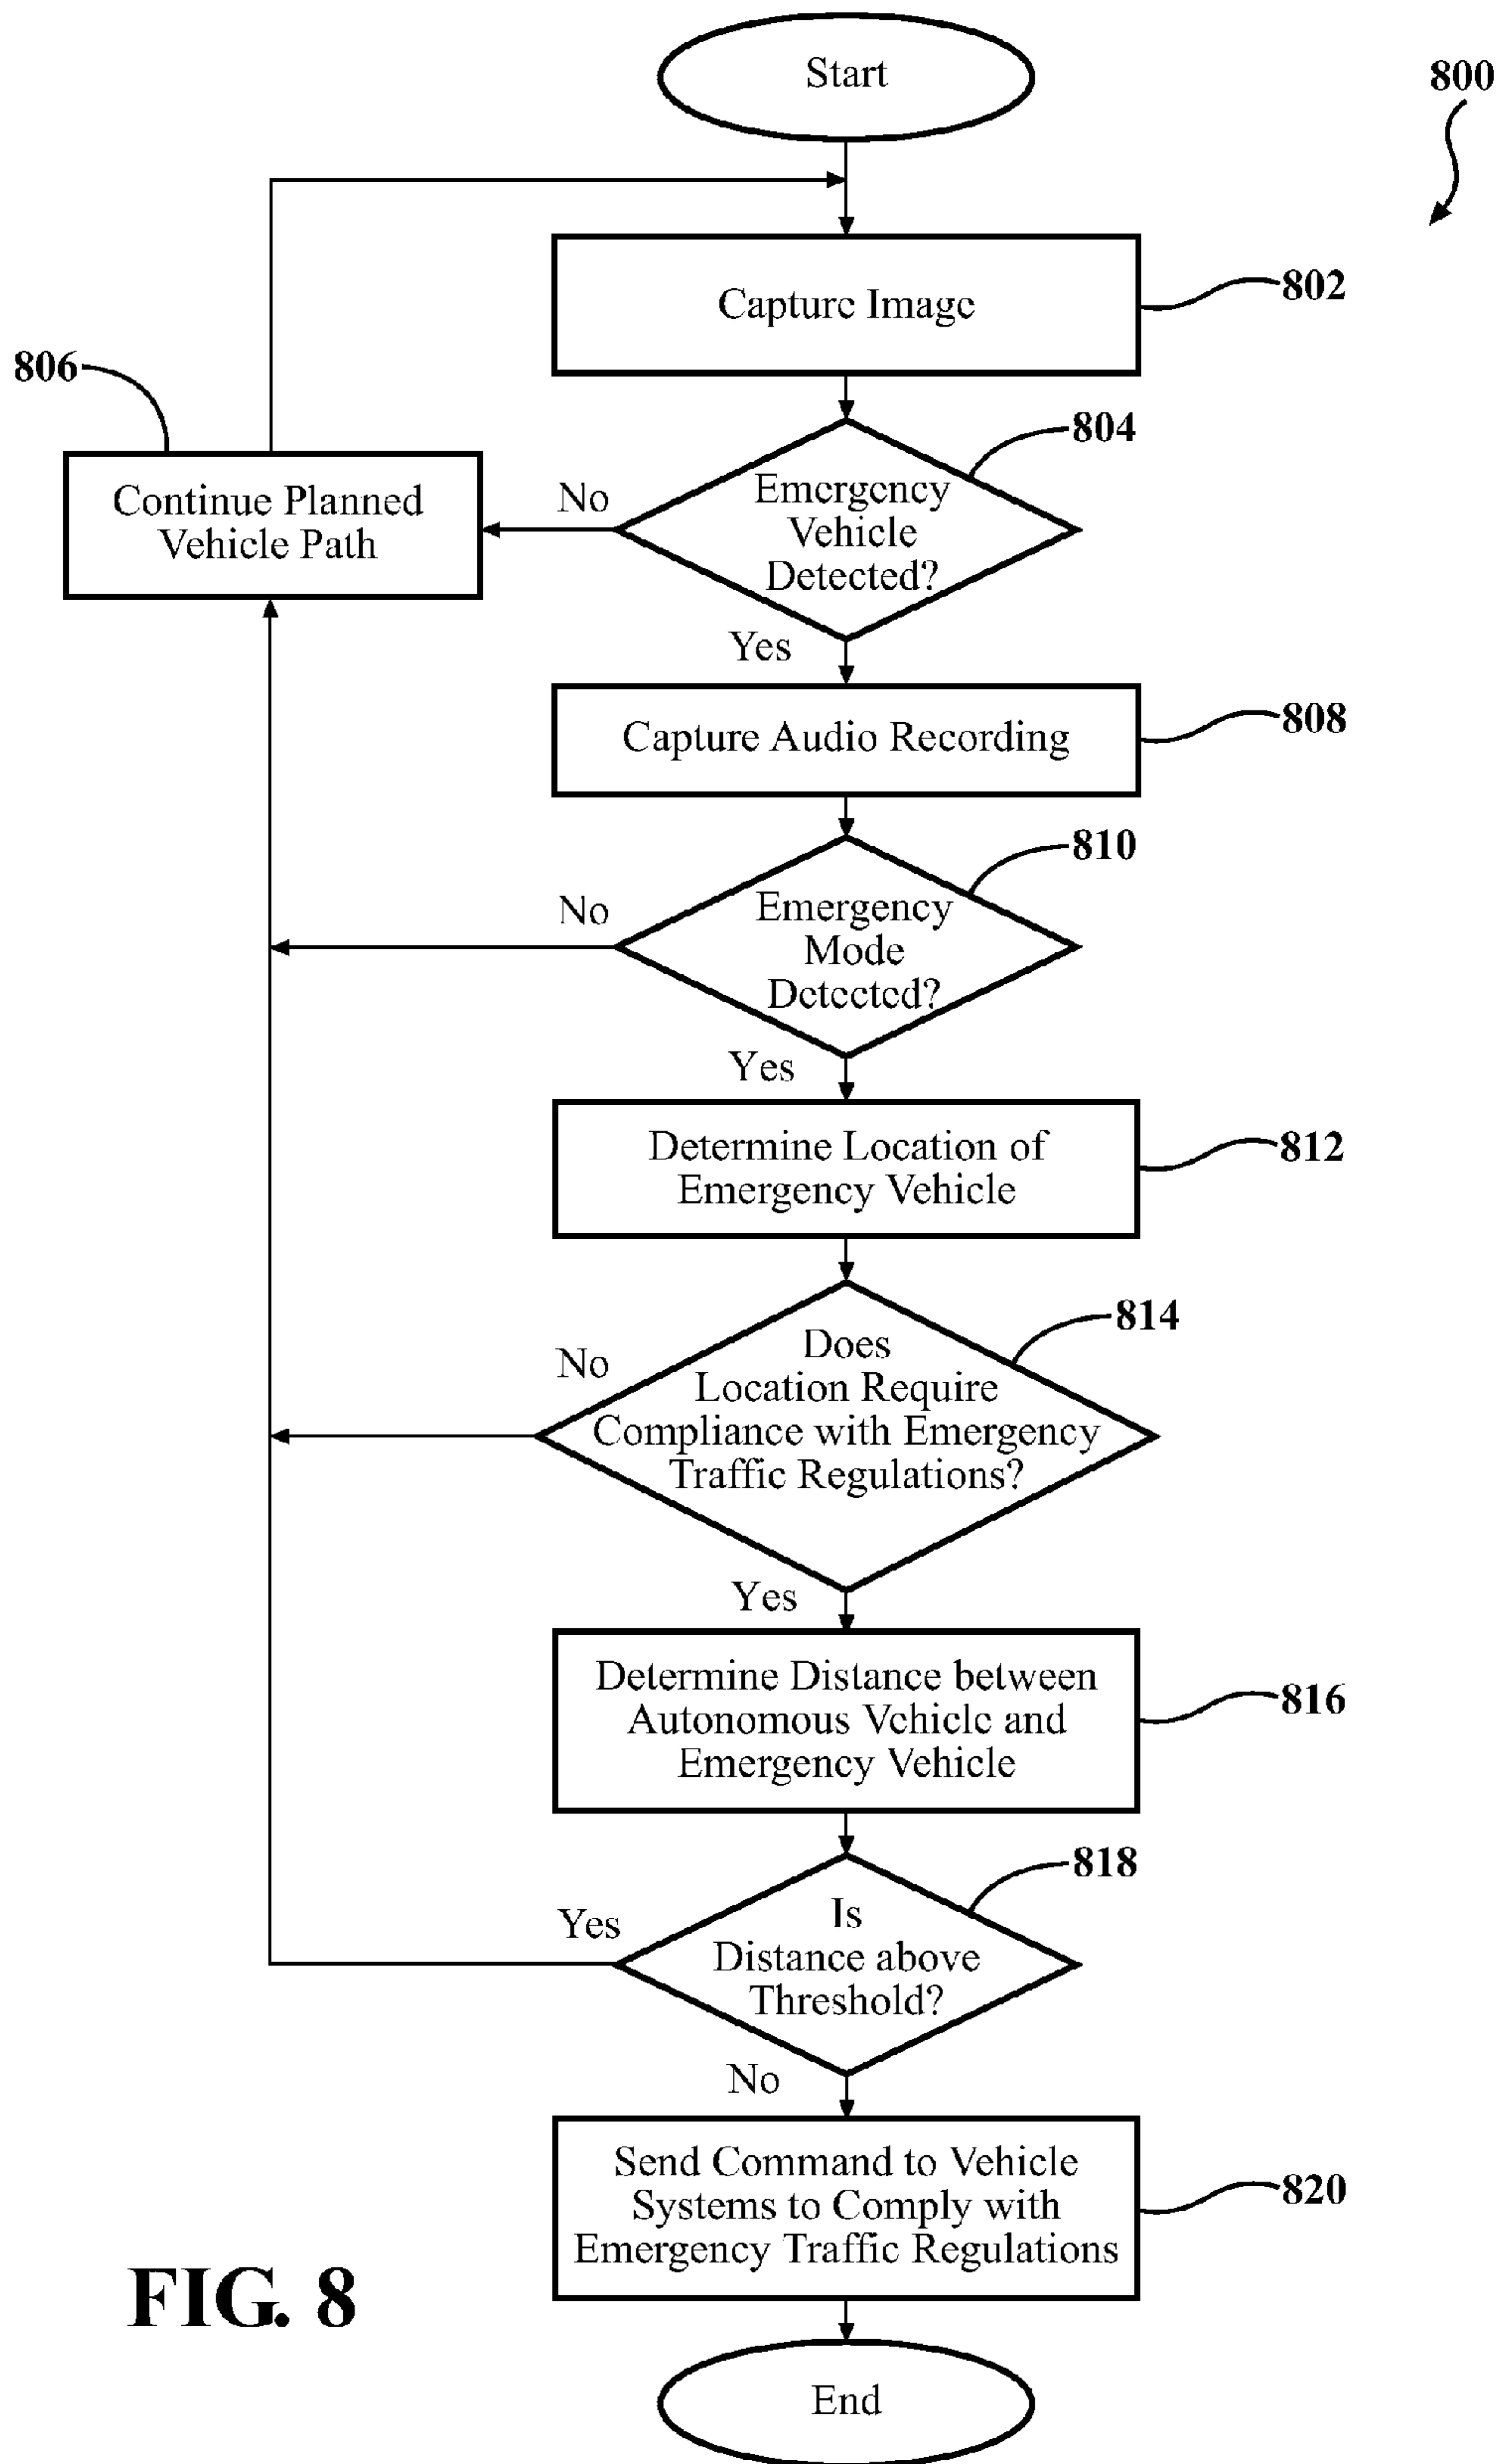 Start
800
Capture Image
802
806
804
Continue Planned
Vehicle Path
No
Emergency
Vehicle
Detected?
Yes
Capture Audio Recording
808
810
No
Emergency
Mode
Detected?
Yes
Determine Location of
Emergency Vehicle
812
814
No
Does
Location Require
Compliance with Emergency
Traffic Regulations?
Yes
Determine Distance between
Autonomous Vehicle and
Emergency Vehicle
816
818
Yes
Is
Distance above
Threshold?
No
Send Command to Vehicle
Systems to Comply with
Emergency Traffic Regulations
820
FIG. 8
End